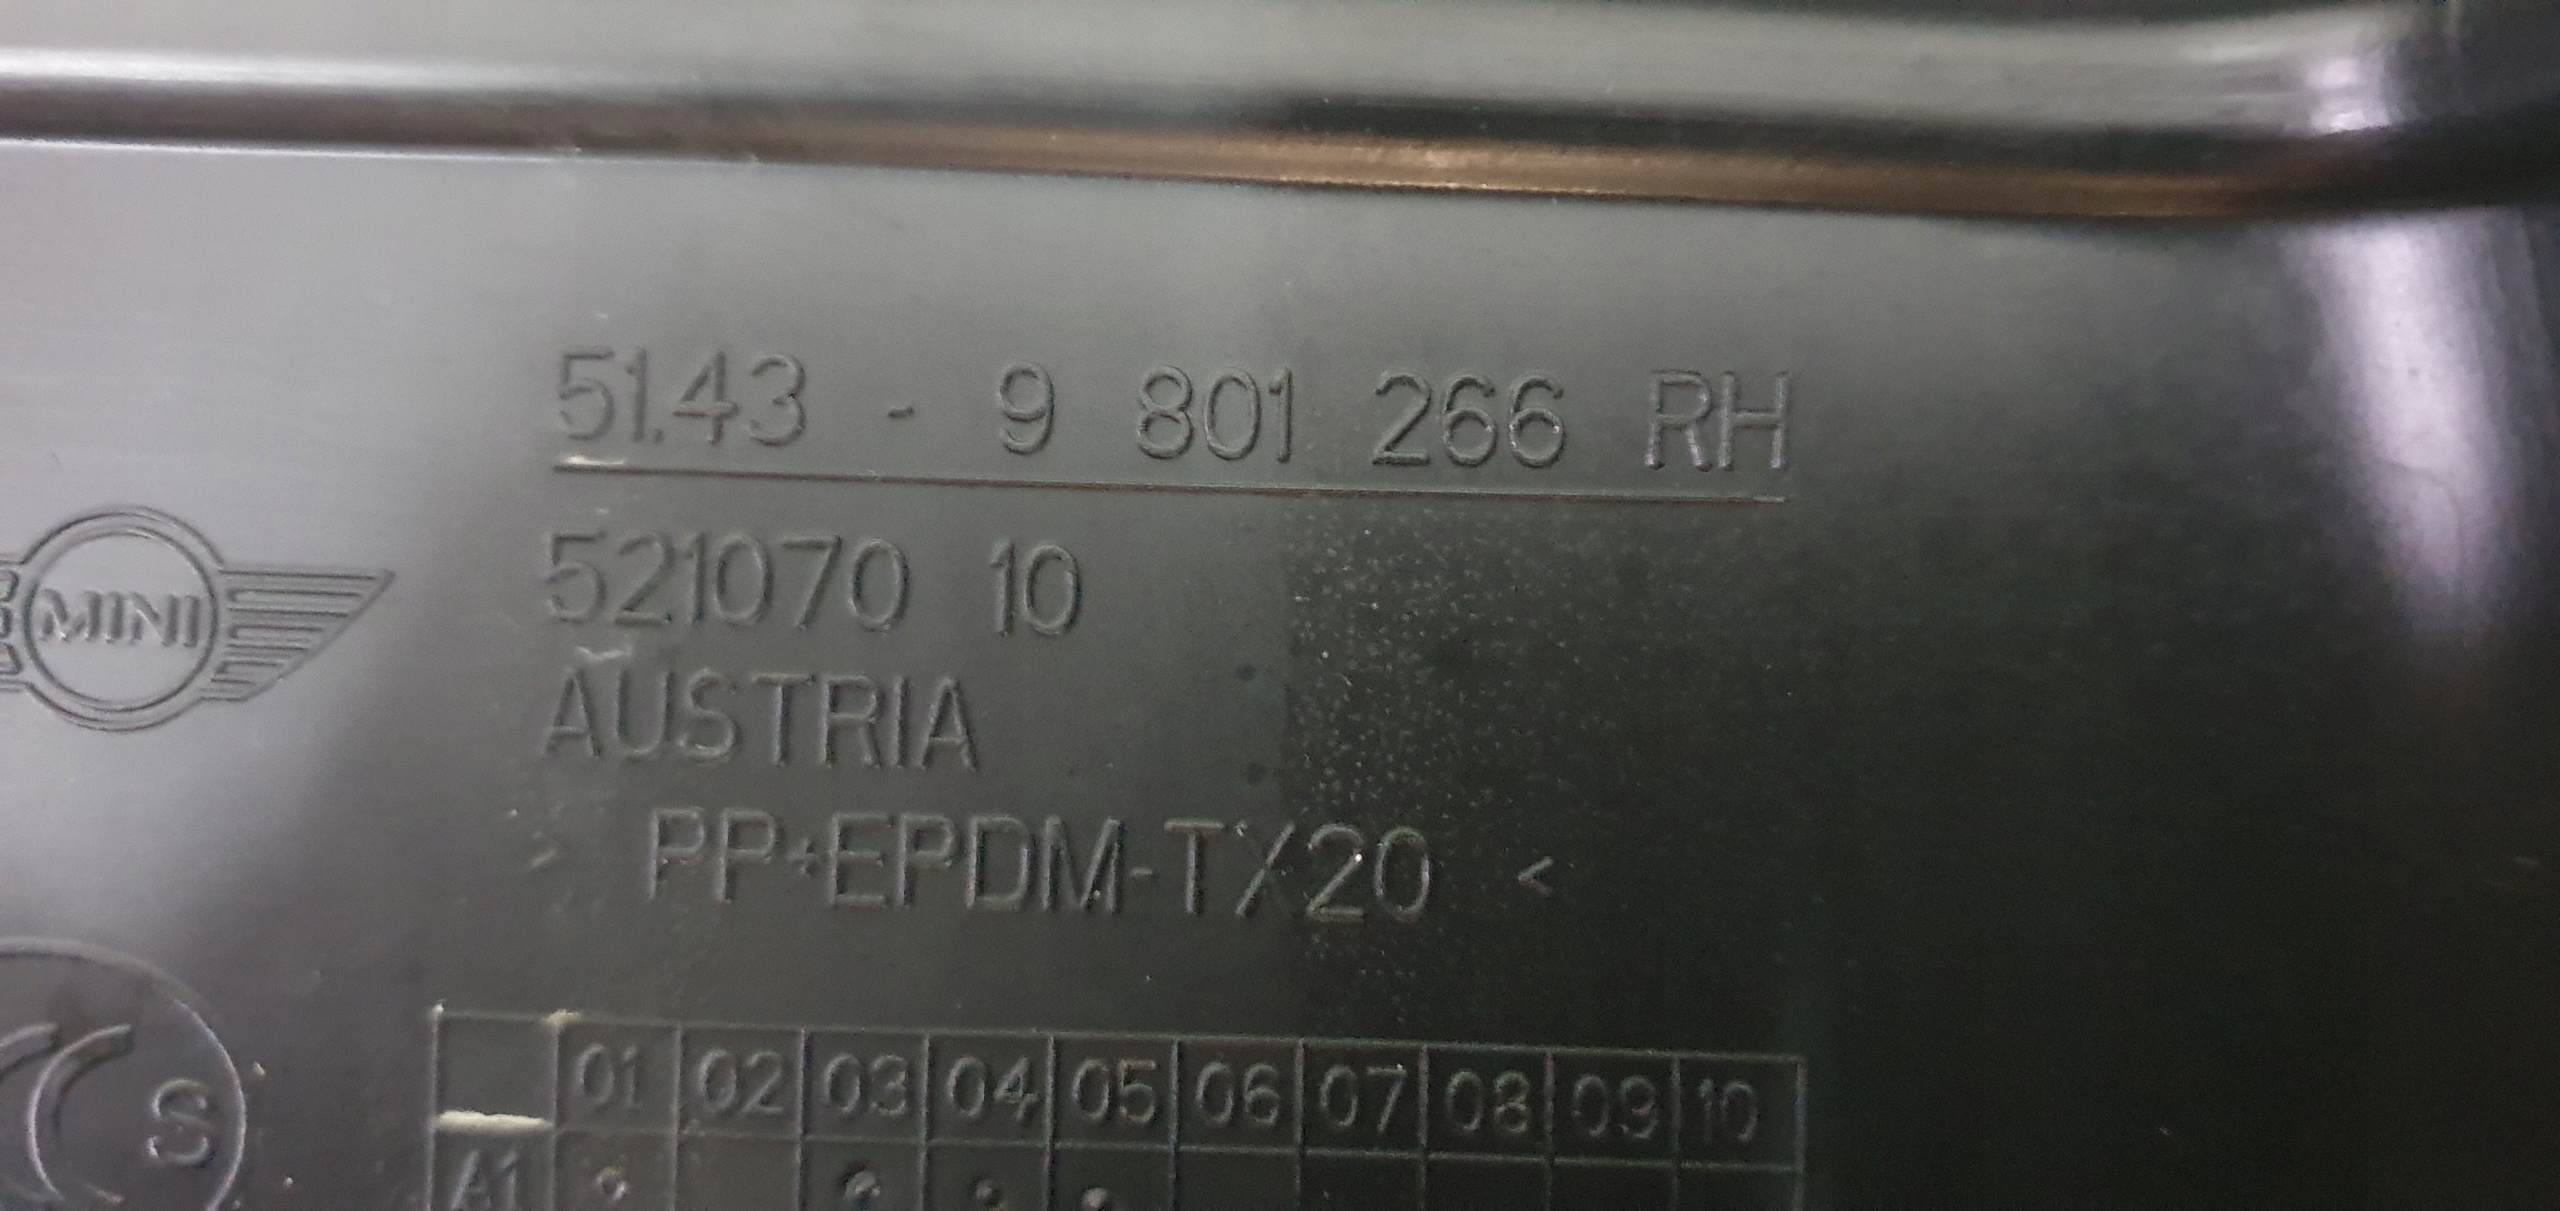 51.43 - 9 801 266 RH
MINI
521070 10
AUSTRIA
> PP+EPDM-TX20 <
CC S
01 02 03 04 05 06 07 08 09 10
A1